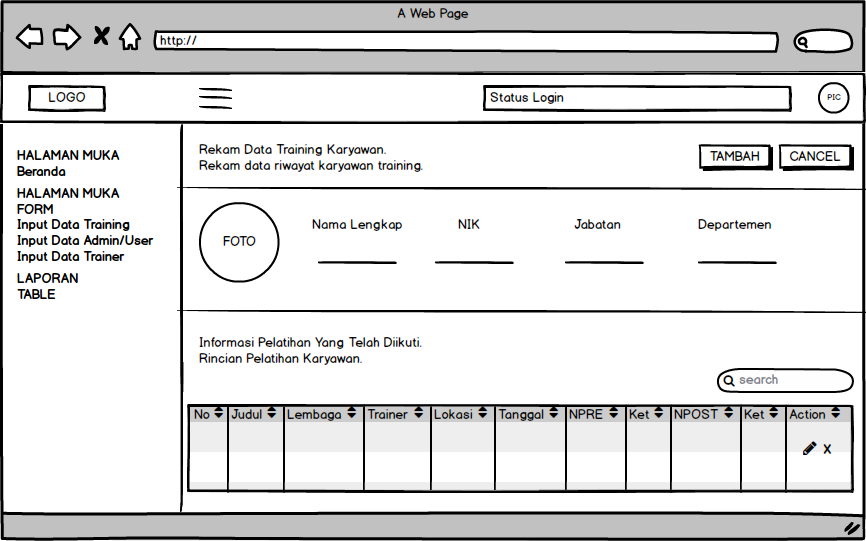 A Web Page
http://
LOGO
Status Login
PIC
HALAMAN MUKA
Beranda
HALAMAN MUKA
FORM
Input Data Training
Input Data Admin/User
Input Data Trainer
LAPORAN
TABLE
Rekam Data Training Karyawan.
Rekam data riwayat karyawan training.
TAMBAH CANCEL
FOTO
Nama Lengkap NIK Jabatan Departemen
Informasi Pelatihan Yang Telah Diikuti.
Rincian Pelatihan Karyawan.
search
No Judul Lembaga Trainer Lokasi Tanggal NPRE Ket NPOST Ket Action
X